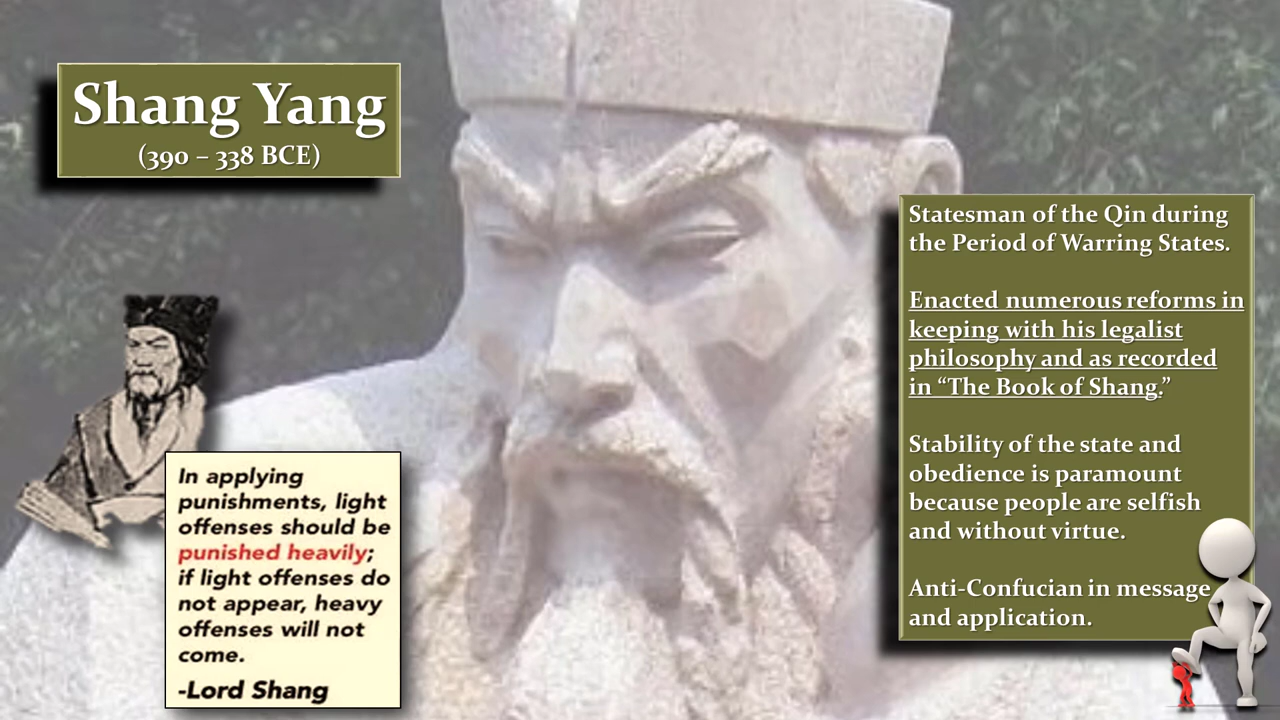 Shang Yang
(390 – 338 BCE)
Statesman of the Qin during
the Period of Warring States.
Enacted numerous reforms in
keeping with his legalist
philosophy and as recorded
in “The Book of Shang.”
Stability of the state and
obedience is paramount
because people are selfish
and without virtue.
Anti-Confucian in message
and application.
In applying
punishments, light
offenses should be
punished heavily;
if light offenses do
not appear, heavy
offenses will not
come.
-Lord Shang